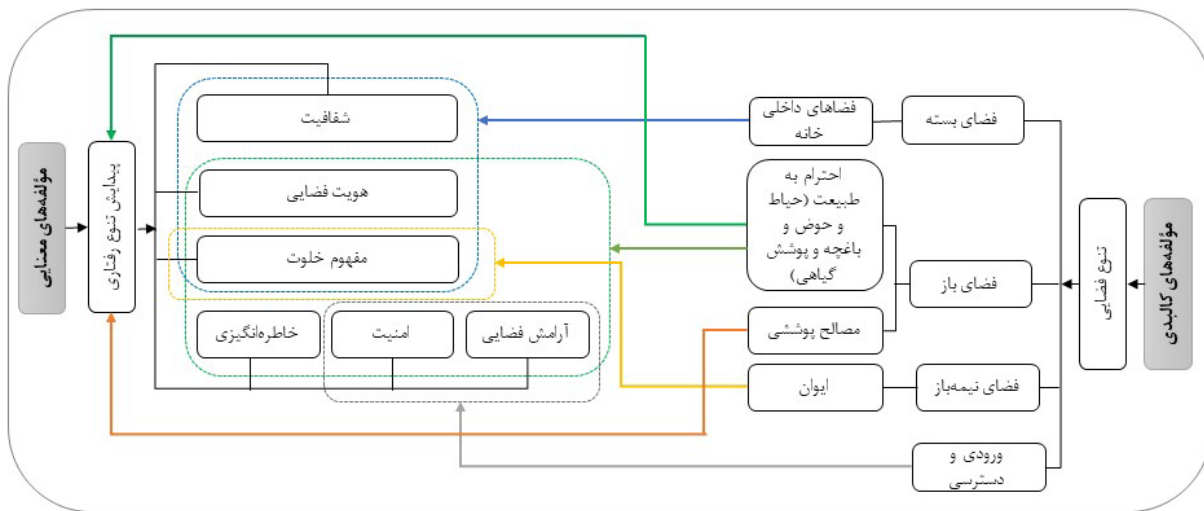 مؤلفه‌های کالبدی
تنوع فضایی
فضای بسته
فضاهای داخلی
خانه
فضای باز
احترام به
طبیعت (حیاط
و حوض و
باغچه و پوشش
گیاهی)
مصالح پوششی
فضای نیمه‌باز
ایوان
ورودی و
دسترسی
شفافیت
هویت فضایی
مفهوم خلوت
آرامش فضایی
امنیت
خاطره‌انگیزی
پیدایش تنوع رفتاری
مؤلفه‌های معنایی